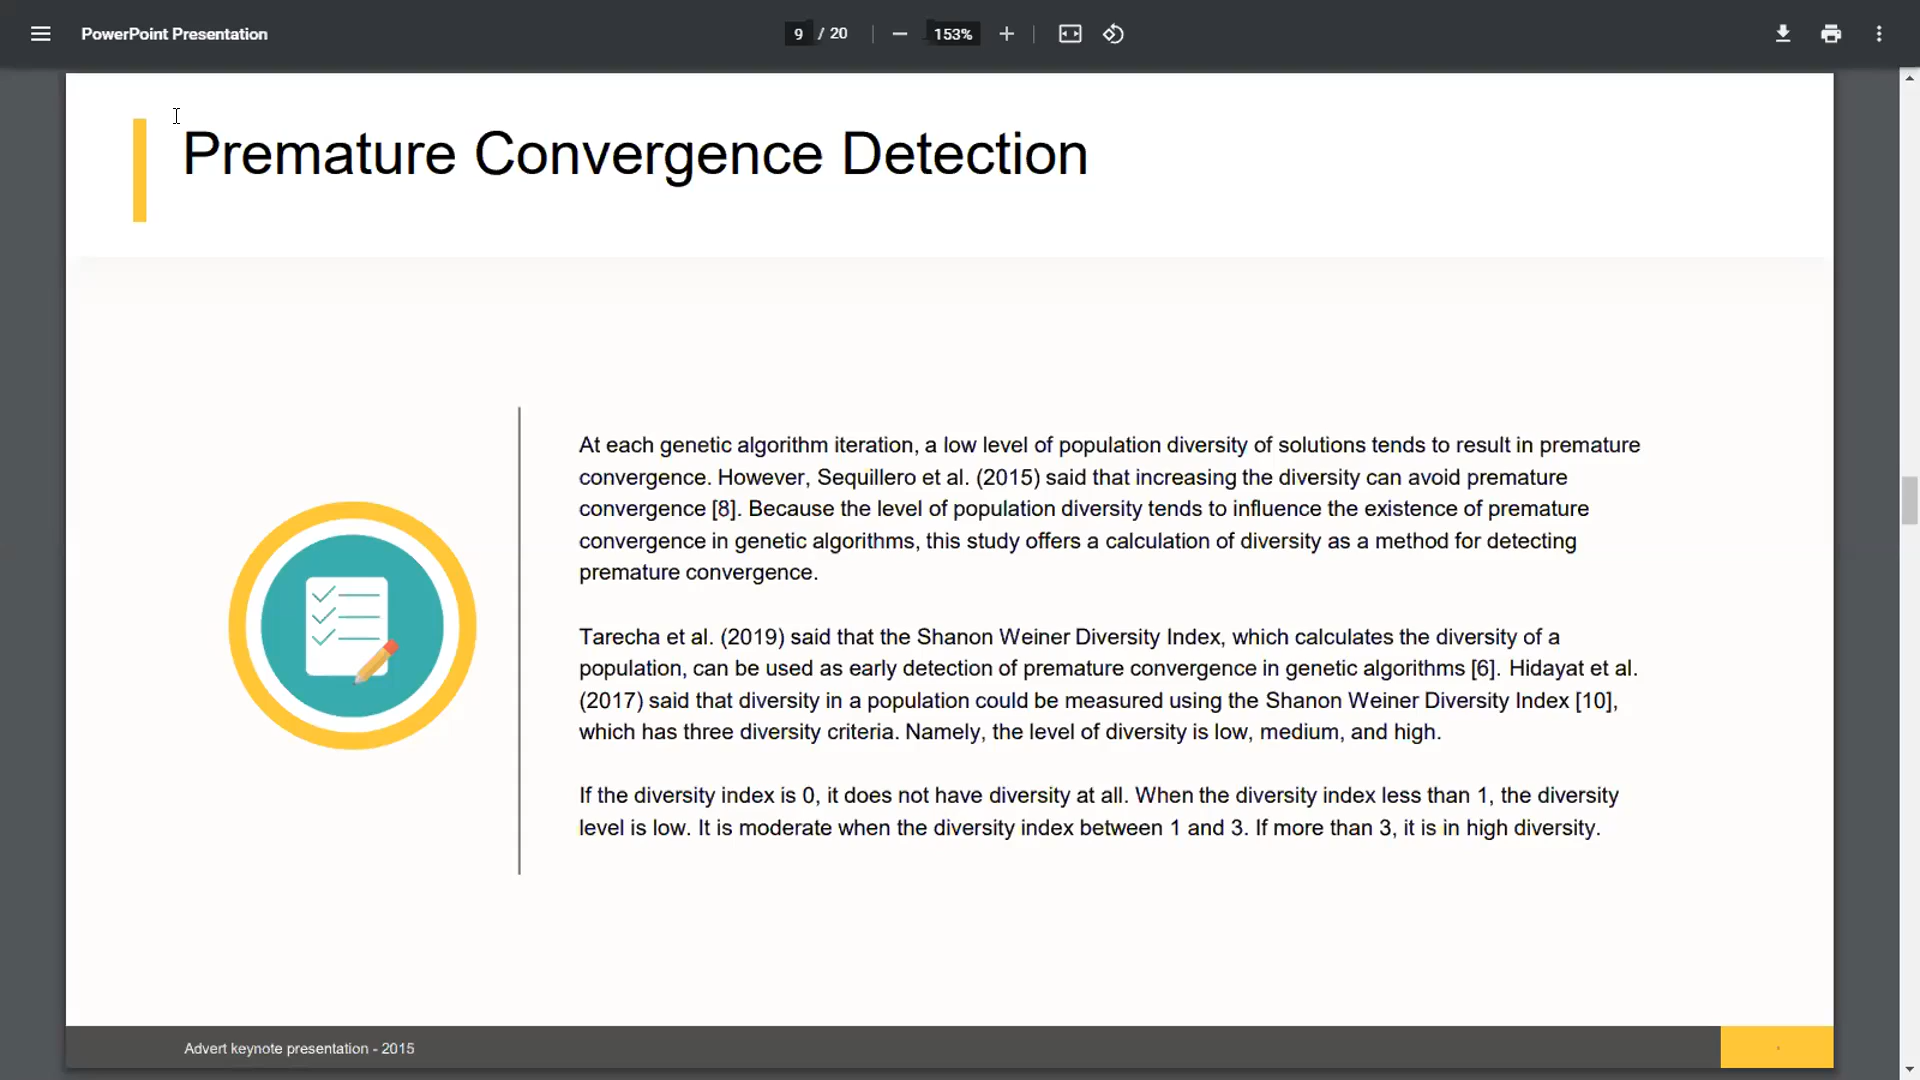 PowerPoint Presentation
9 / 20
153%
Premature Convergence Detection
At each genetic algorithm iteration, a low level of population diversity of solutions tends to result in premature
convergence. However, Sequillero et al. (2015) said that increasing the diversity can avoid premature
convergence [8]. Because the level of population diversity tends to influence the existence of premature
convergence in genetic algorithms, this study offers a calculation of diversity as a method for detecting
premature convergence.
Tarecha et al. (2019) said that the Shanon Weiner Diversity Index, which calculates the diversity of a
population, can be used as early detection of premature convergence in genetic algorithms [6]. Hidayat et al.
(2017) said that diversity in a population could be measured using the Shanon Weiner Diversity Index [10],
which has three diversity criteria. Namely, the level of diversity is low, medium, and high.
If the diversity index is 0, it does not have diversity at all. When the diversity index less than 1, the diversity
level is low. It is moderate when the diversity index between 1 and 3. If more than 3, it is in high diversity.
Advert keynote presentation - 2015